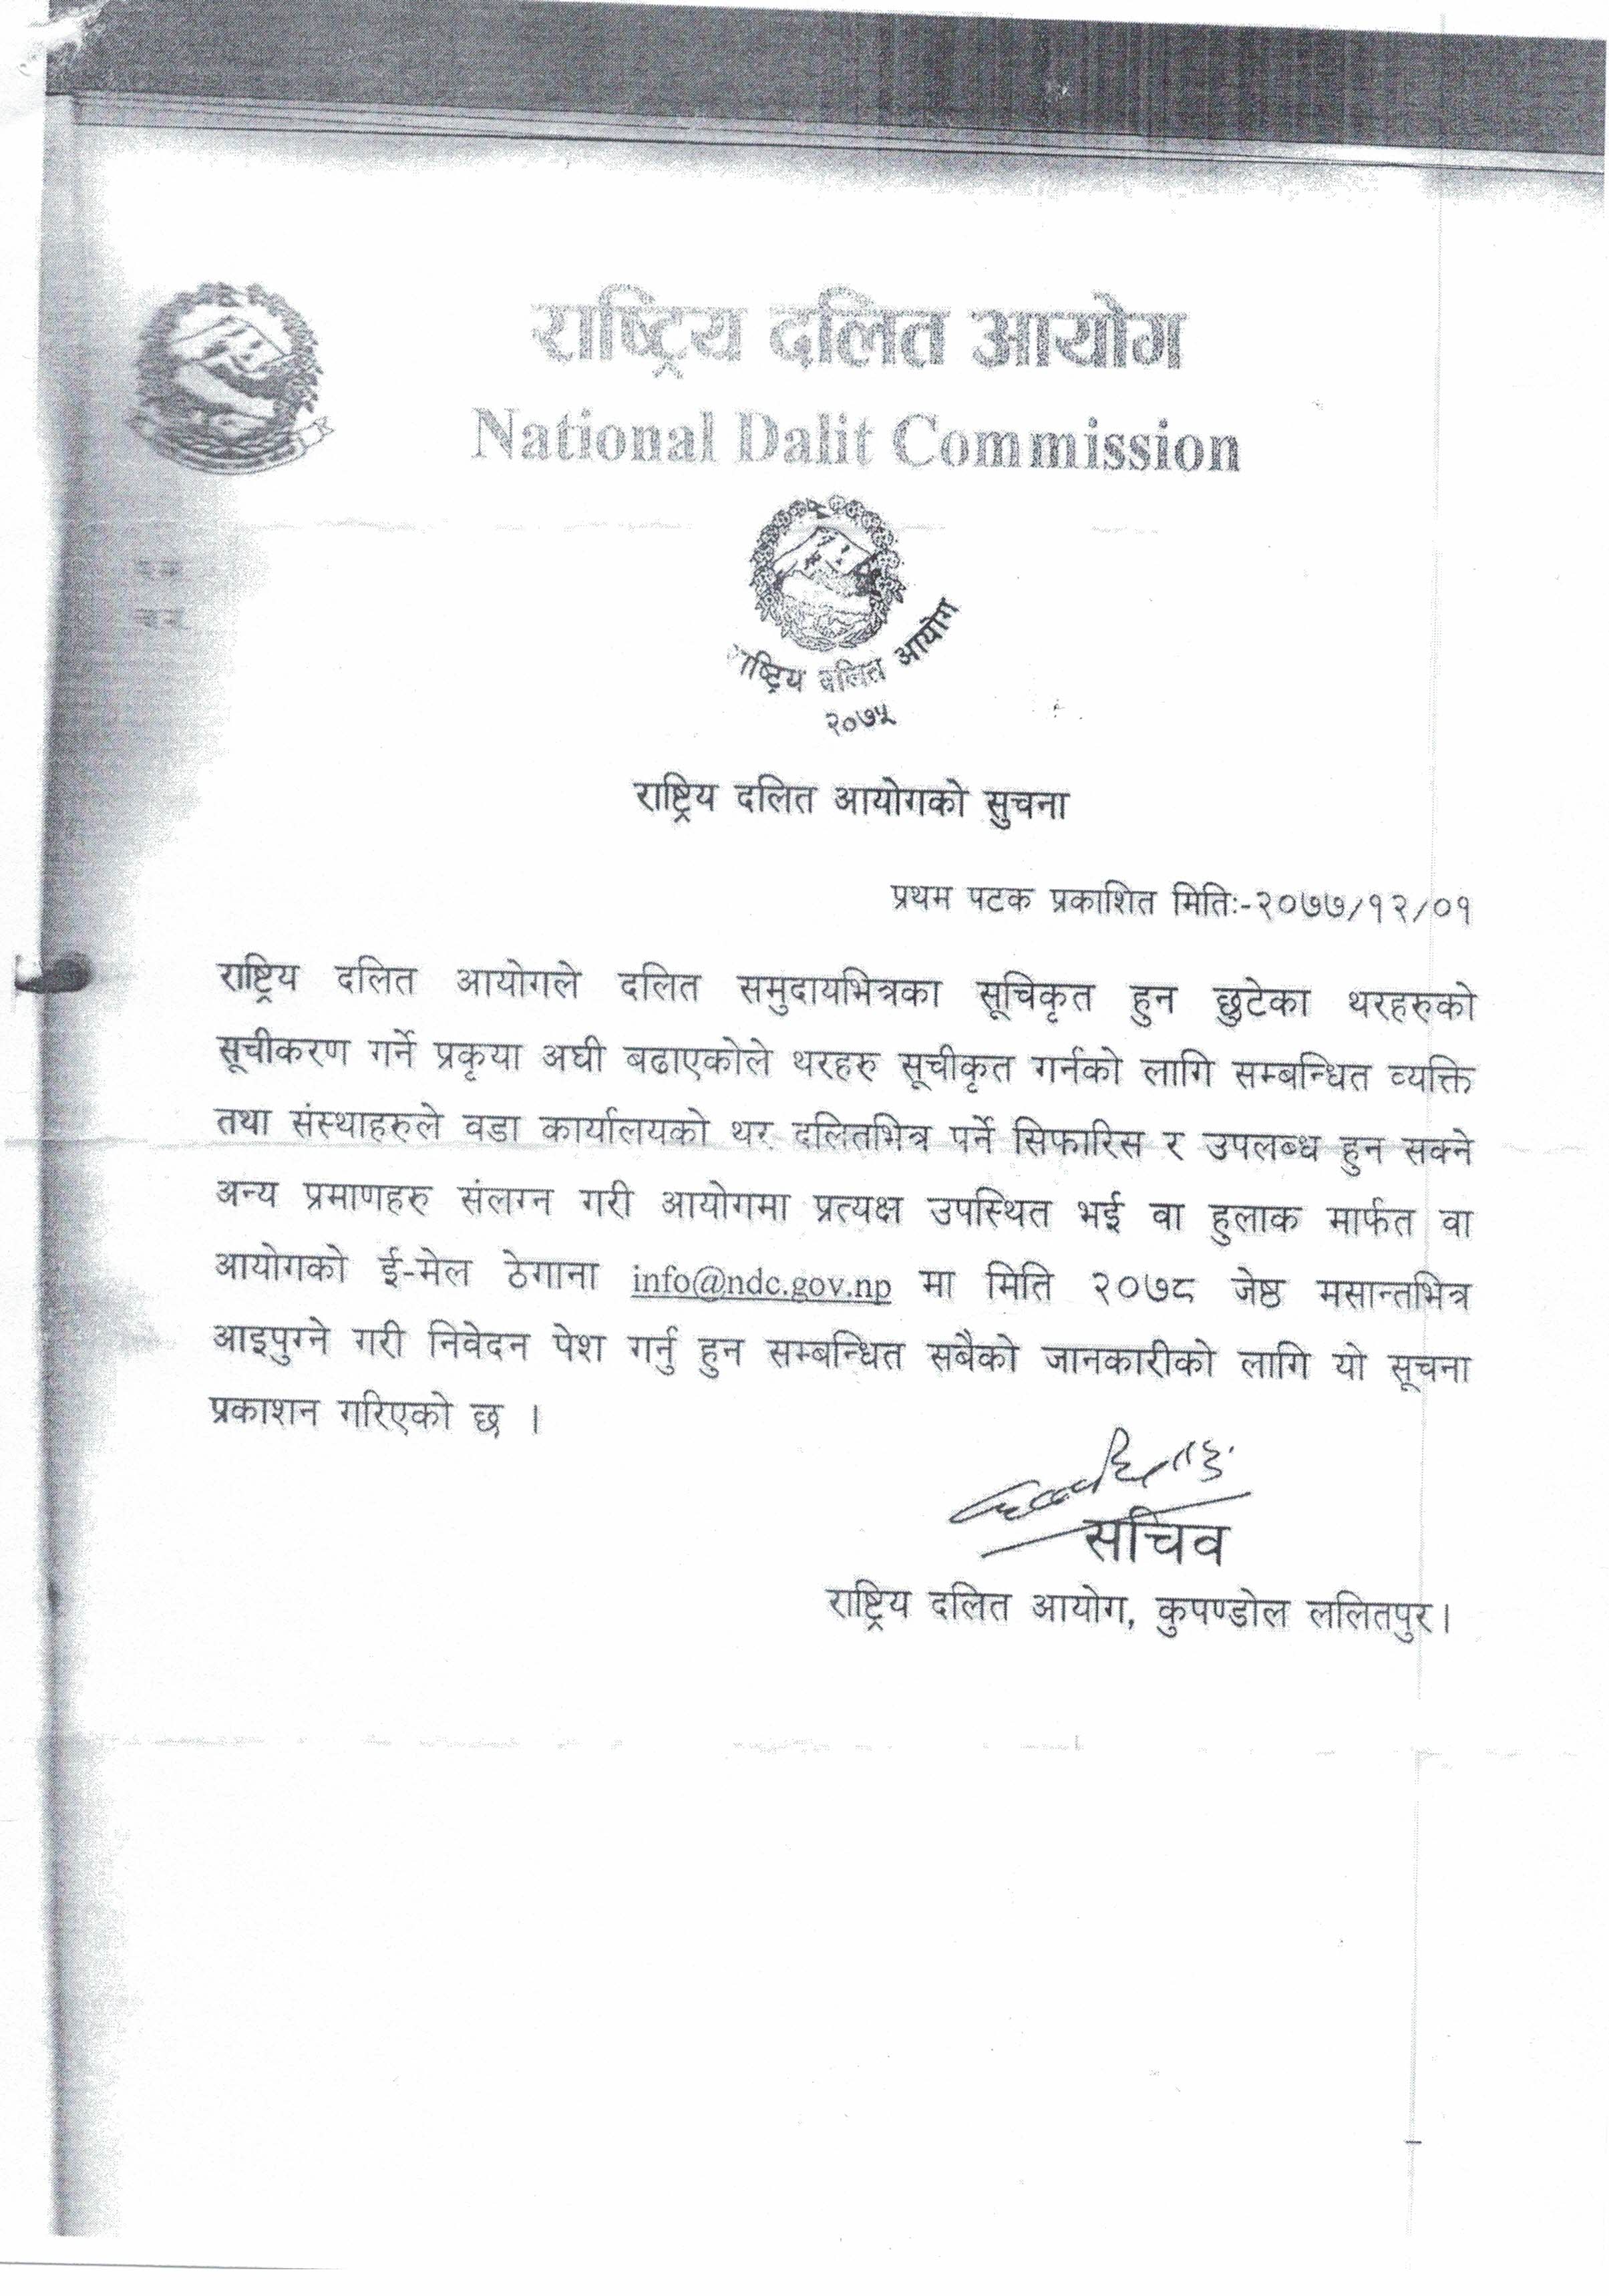 राष्ट्रिय दलित आयोग
National Dalit Commission
राष्ट्रिय दलित आयोग
२०७५
राष्ट्रिय दलित आयोगको सुचना
प्रथम पटक प्रकाशित मितिः-२०७७/१२/०१
राष्ट्रिय दलित आयोगले दलित समुदायभित्रका सूचिकृत हुन छुटेका थरहरुको
सूचीकरण गर्ने प्रकृया अघी बढाएकोले थरहरु सूचीकृत गर्नको लागि सम्बन्धित व्यक्ति
तथा संस्थाहरुले वडा कार्यालयको थर दलितभित्र पर्ने सिफारिस र उपलब्ध हुन सक्ने
अन्य प्रमाणहरु संलग्न गरी आयोगमा प्रत्यक्ष उपस्थित भई वा हुलाक मार्फत वा
आयोगको ई-मेल ठेगाना info@ndc.gov.np मा मिति २०७८ जेष्ठ मसान्तभित्र
आइपुग्ने गरी निवेदन पेश गर्नु हुन सम्बन्धित सबैको जानकारीको लागि यो सूचना
प्रकाशन गरिएको छ ।
सचिव
राष्ट्रिय दलित आयोग, कुपण्डोल ललितपुर।